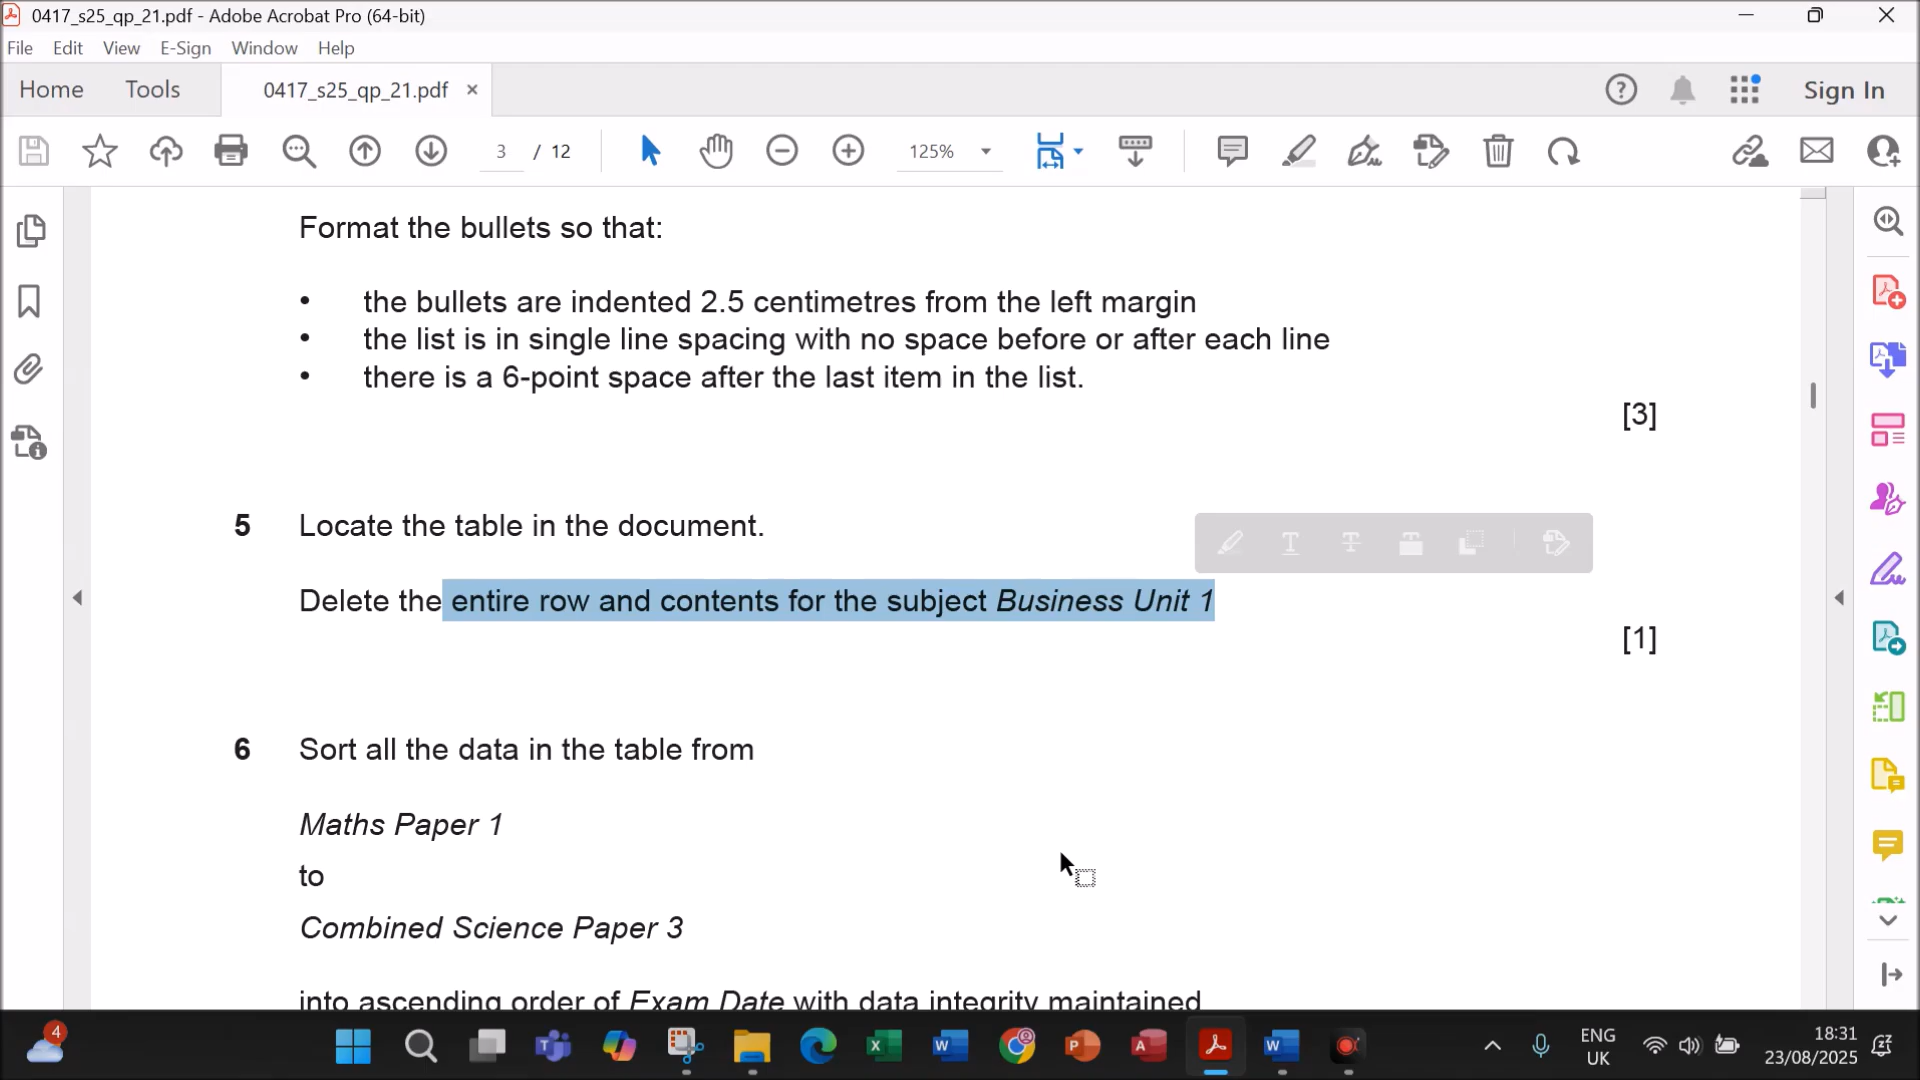 0417_s25_qp_21.pdf - Adobe Acrobat Pro (64-bit)
File Edit View E-Sign Window Help
Home Tools 0417_s25_qp_21.pdf × Sign In
3 / 12 125%
Format the bullets so that:
• the bullets are indented 2.5 centimetres from the left margin
• the list is in single line spacing with no space before or after each line
• there is a 6-point space after the last item in the list.
[3]
5 Locate the table in the document.
Delete the entire row and contents for the subject Business Unit 1
[1]
6 Sort all the data in the table from
Maths Paper 1
to
Combined Science Paper 3
into ascending order of Exam Date with data integrity maintained
4
ENG
UK
18:31
23/08/2025